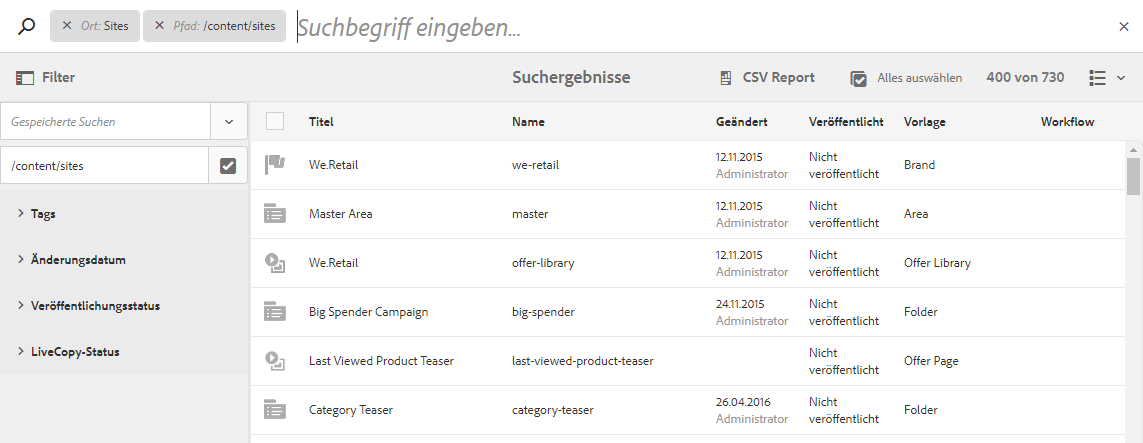 Ort: Sites Pfad: /content/sites Suchbegriff eingeben...
Filter Suchergebnisse CSV Report Alles auswählen 400 von 730
Gespeicherte Suchen
/content/sites
Tags
Änderungsdatum
Veröffentlichungsstatus
LiveCopy-Status
Titel Name Geändert Veröffentlicht Vorlage Workflow
We.Retail we-retail 12.11.2015 Nicht Brand
Administrator veröffentlicht
Master Area master 12.11.2015 Nicht Area
Administrator veröffentlicht
We.Retail offer-library 12.11.2015 Nicht Offer Library
Administrator veröffentlicht
Big Spender Campaign big-spender 24.11.2015 Nicht Folder
Administrator veröffentlicht
Last Viewed Product Teaser last-viewed-product-teaser Nicht Offer Page
veröffentlicht
Category Teaser category-teaser 26.04.2016 Nicht Folder
Administrator veröffentlicht